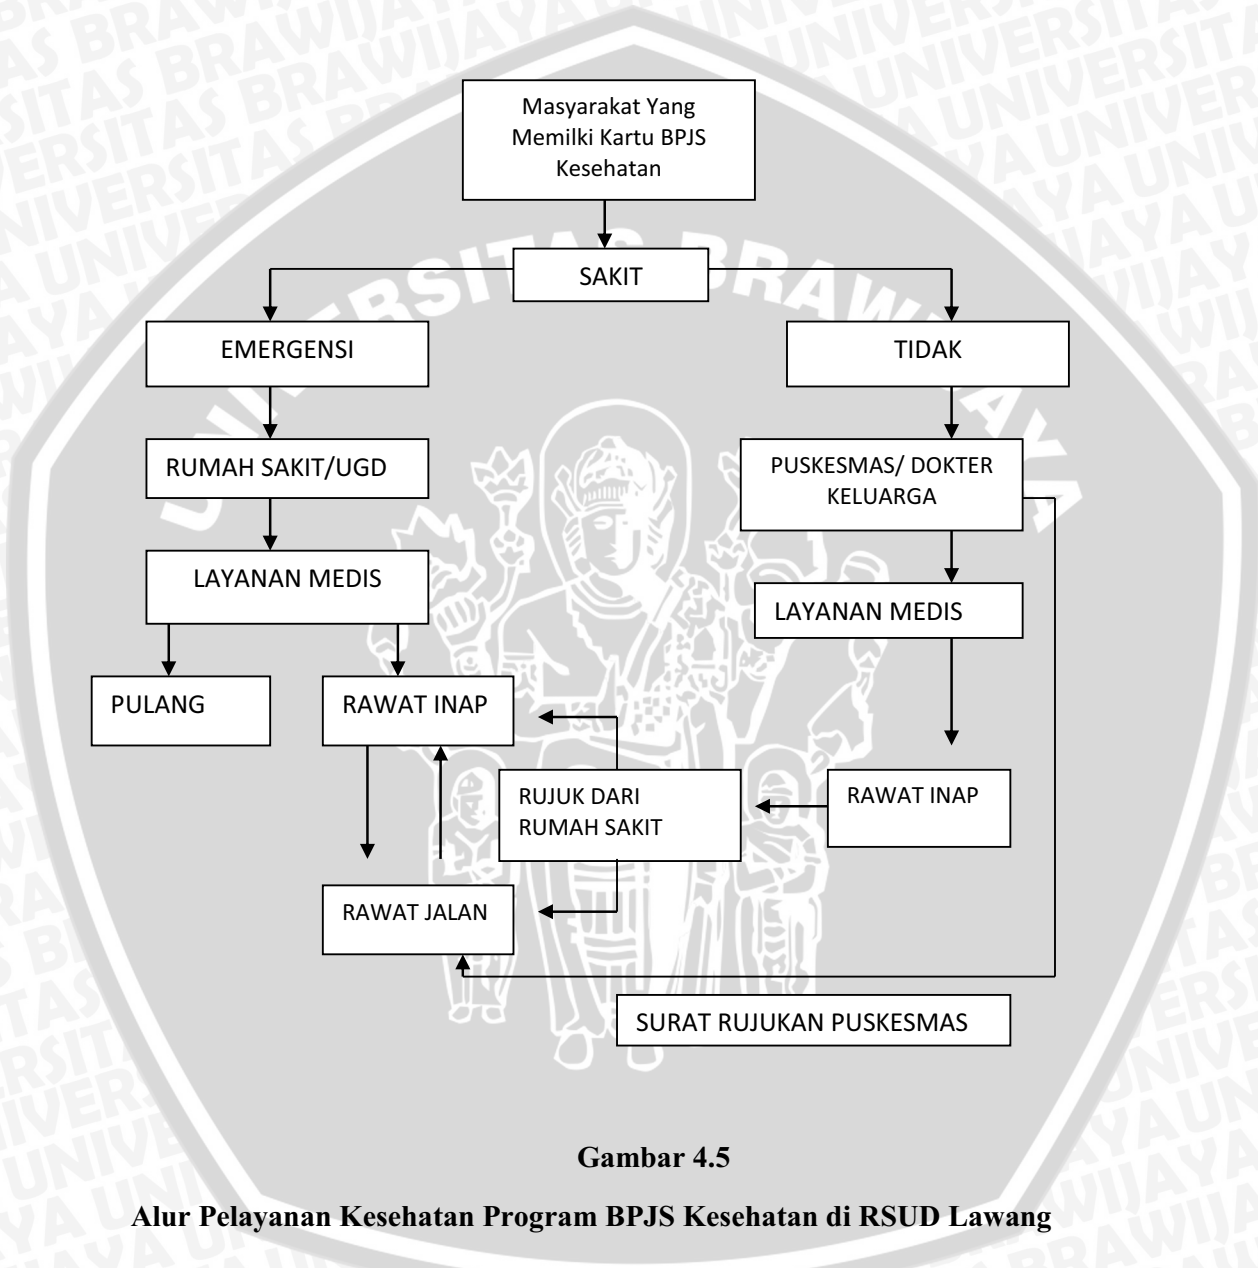 Masyarakat Yang
Memilki Kartu BPJS
Kesehatan
SAKIT
EMERGENSI
TIDAK
RUMAH SAKIT/UGD
PUSKESMAS/ DOKTER
KELUARGA
LAYANAN MEDIS
LAYANAN MEDIS
PULANG
RAWAT INAP
RUJUK DARI
RUMAH SAKIT
RAWAT INAP
RAWAT JALAN
SURAT RUJUKAN PUSKESMAS
Gambar 4.5
Alur Pelayanan Kesehatan Program BPJS Kesehatan di RSUD Lawang
UNIVERSITAS BRAWIJAYA